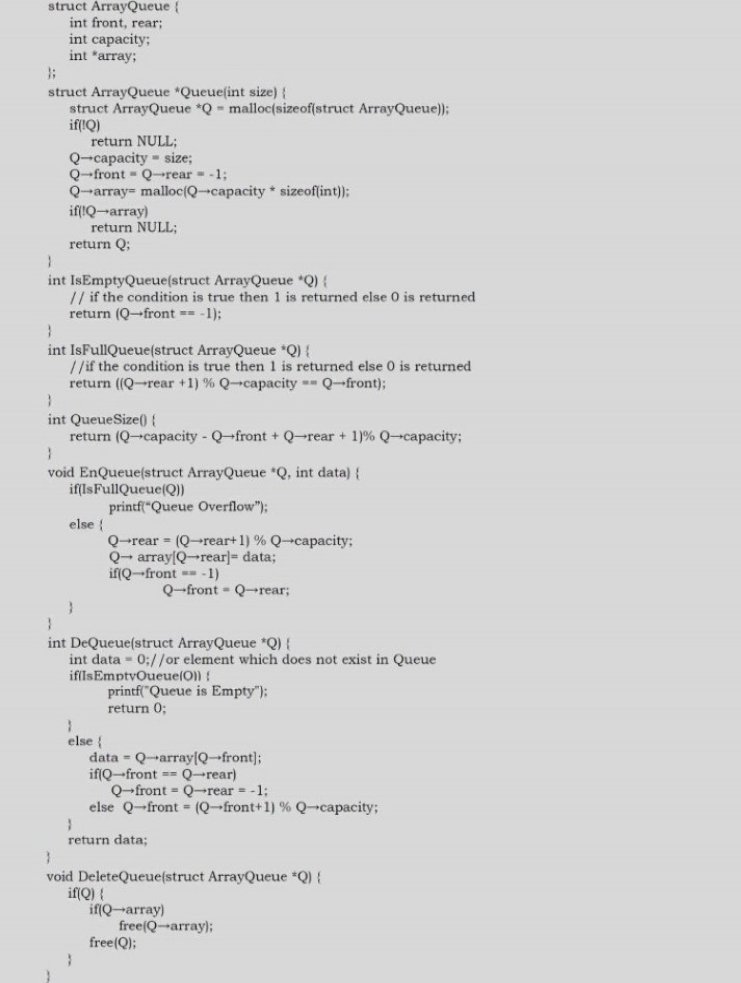 struct ArrayQueue {
int front, rear;
int capacity;
int *array;
};
struct ArrayQueue *Queue(int size) {
struct ArrayQueue *Q = malloc(sizeof(struct ArrayQueue));
if(!Q)
return NULL;
Q→capacity = size;
Q→front = Q→rear = -1;
Q→array= malloc(Q→capacity * sizeof(int));
if(!Q→array)
return NULL;
return Q;
}
int IsEmptyQueue(struct ArrayQueue *Q) {
// if the condition is true then 1 is returned else 0 is returned
return (Q→front == -1);
}
int IsFullQueue(struct ArrayQueue *Q) {
//if the condition is true then 1 is returned else 0 is returned
return ((Q→rear +1) % Q→capacity == Q→front);
}
int QueueSize() {
return (Q→capacity - Q→front + Q→rear + 1)% Q→capacity;
}
void EnQueue(struct ArrayQueue *Q, int data) {
if(IsFullQueue(Q))
printf(“Queue Overflow”);
else {
Q→rear = (Q→rear+1) % Q→capacity;
Q→ array[Q→rear]= data;
if(Q→front == -1)
Q→front = Q→rear;
}
}
int DeQueue(struct ArrayQueue *Q) {
int data = 0;//or element which does not exist in Queue
if(IsEmptyQueue(Q)) {
printf("Queue is Empty");
return 0;
}
else {
data = Q→array[Q→front];
if(Q→front == Q→rear)
Q→front = Q→rear = -1;
else Q→front = (Q→front+1) % Q→capacity;
}
return data;
}
void DeleteQueue(struct ArrayQueue *Q) {
if(Q) {
if(Q→array)
free(Q→array);
free(Q);
}
}